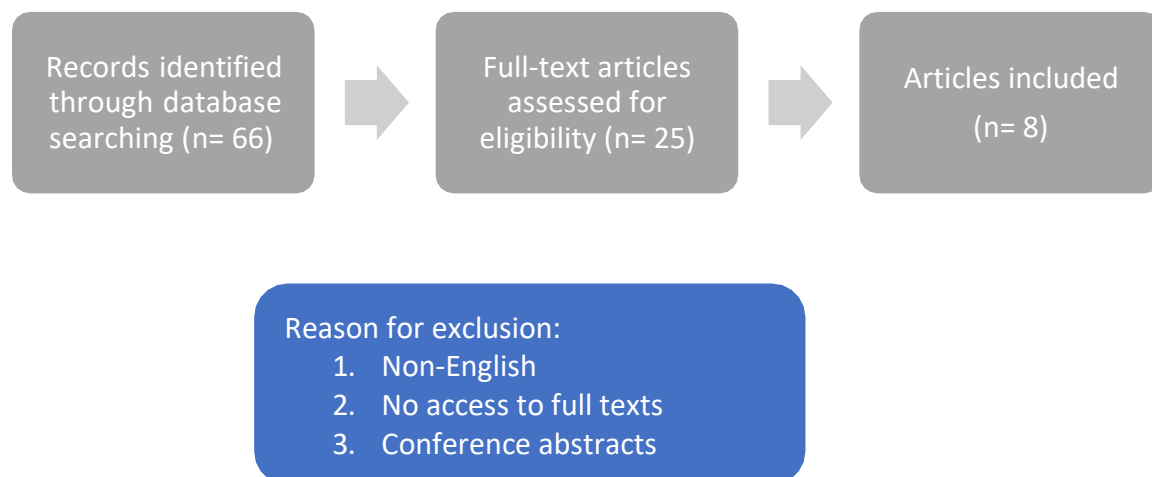 Records identified
through database
searching (n= 66)
Full-text articles
assessed for
eligibility (n= 25)
Articles included
(n= 8)
Reason for exclusion:
1. Non-English
2. No access to full texts
3. Conference abstracts